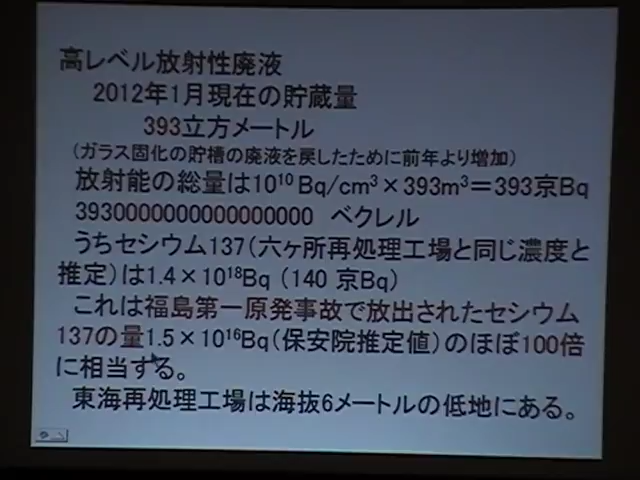 高レベル放射性廃液
2012年1月現在の貯蔵量
393立方メートル
（ガラス固化の貯槽の廃液を戻したために前年より増加）
放射能の総量は10¹⁰ Bq/cm³×393m³＝393京Bq
3930000000000000000 ベクレル
うちセシウム137（六ヶ所再処理工場と同じ濃度と
推定）は1.4×10¹⁸Bq（140 京Bq）
これは福島第一原発事故で放出されたセシウム
137の量1.5×10¹⁶Bq（保安院推定値）のほぼ100倍
に相当する。
東海再処理工場は海抜6メートルの低地にある。